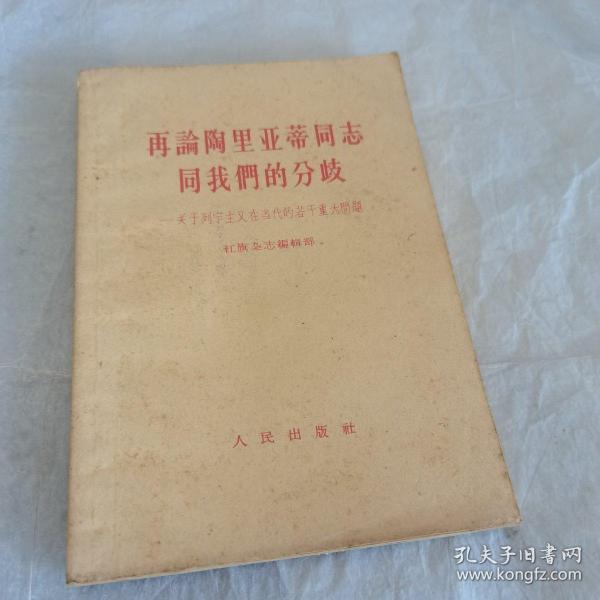 再論陶里亚蒂同志
同我們的分歧
关于列宁主义在当代的若干重大問題
紅旗杂志編輯部
人民出版社
孔夫子旧书网
www.kongfz.com